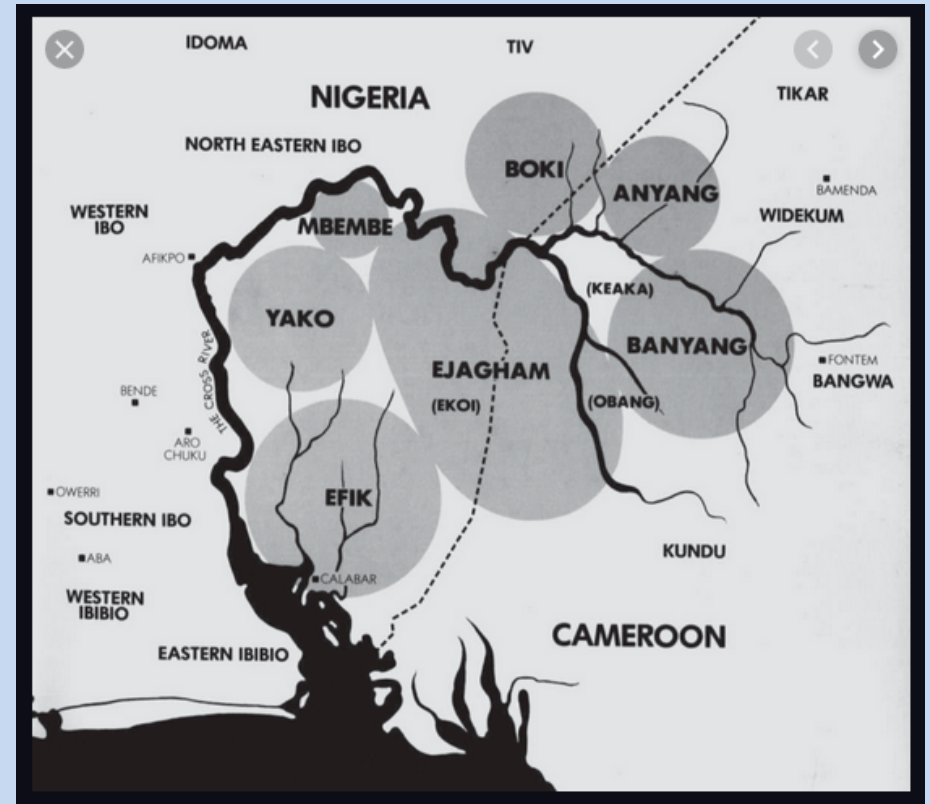 IDOMA
TIV
NIGERIA
TIKAR
NORTH EASTERN IBO
BOKI
ANYANG
BAMENDA
WESTERN
IBO
MBEMBE
WIDEKUM
AFIKPO
(KEAKA)
YAKO
BANYANG
THE CROSS RIVER
EJAGHAM
FONTEM
BANGWA
BENDE
(EKOI)
(OBANG)
ARO
CHUKU
OWERRI
EFIK
SOUTHERN IBO
KUNDU
ABA
CALABAR
WESTERN
IBIBIO
CAMEROON
EASTERN IBIBIO